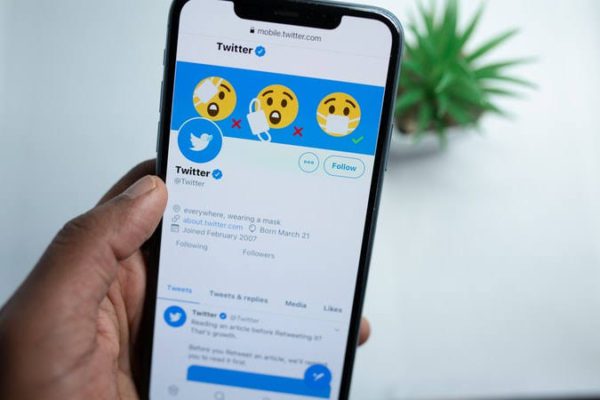 mobile.twitter.com
Twitter
Twitter
Follow
@Twitter
everywhere, wearing a mask
about.twitter.com Born March 21
Joined February 2007
Following Followers
Tweets Tweets & replies Media Likes
Twitter @Twitter
Reading an article before Retweeting it?
That's growth.
Before you Retweet an article, we'll remind
you to read it first.